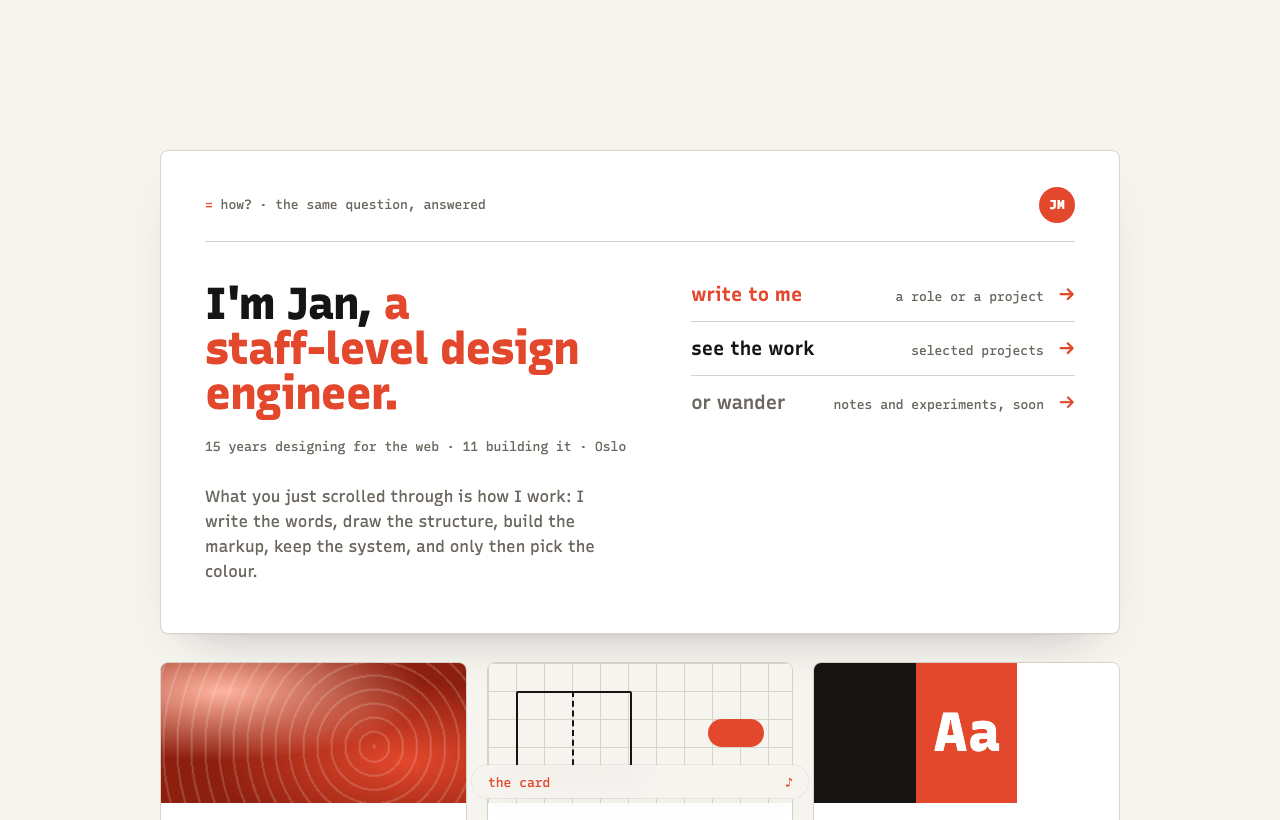 = how? · the same question, answered
JM
I'm Jan, a
staff-level design
engineer.
15 years designing for the web · 11 building it · Oslo
What you just scrolled through is how I work: I
write the words, draw the structure, build the
markup, keep the system, and only then pick the
colour.
write to me a role or a project →
see the work selected projects →
or wander notes and experiments, soon →
Aa
the card ♪